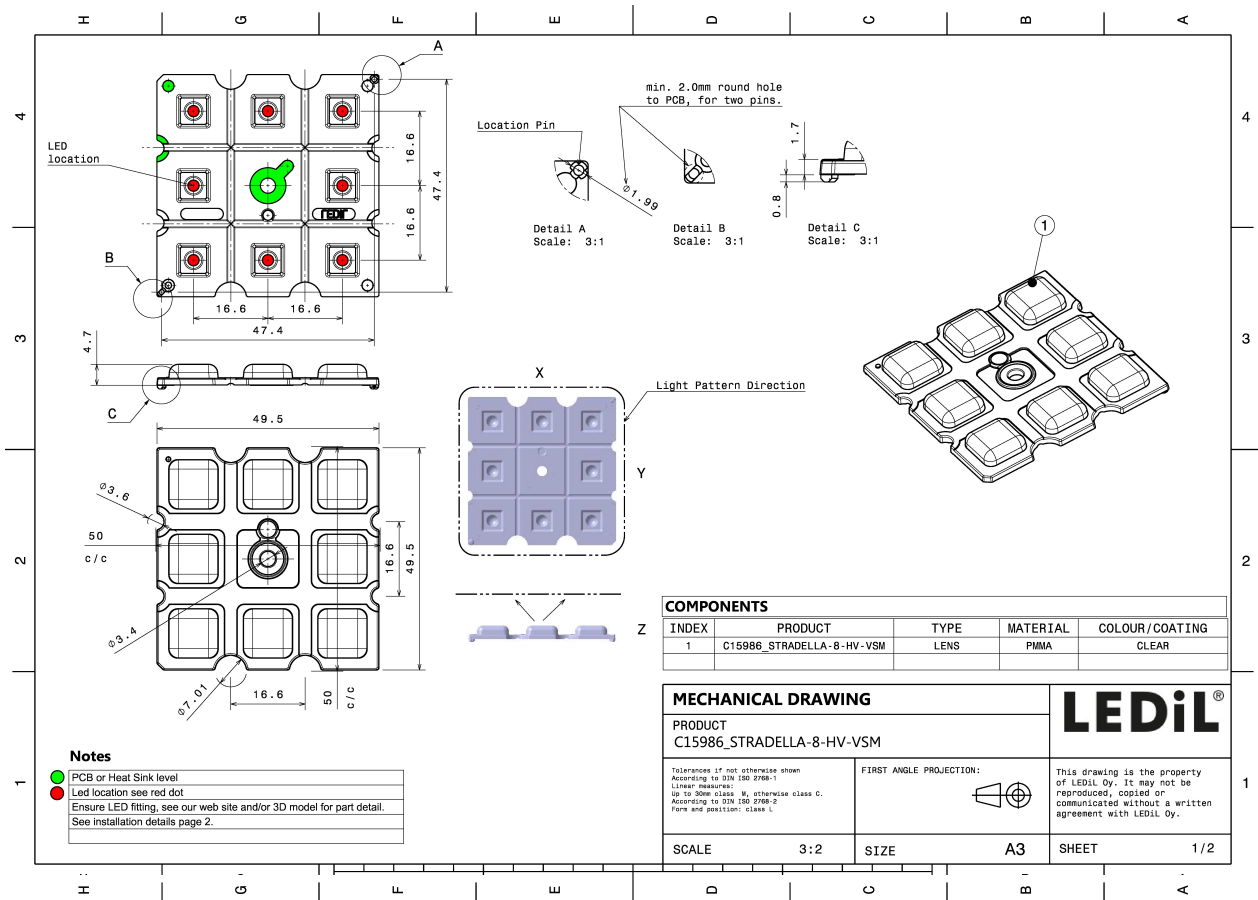 H G F E D C B A
4
3
2
1
4
3
2
1
A
LED
location
16.6
47.4
16.6
B
16.6 16.6
47.4
LEDiL
min. 2.0mm round hole
to PCB, for two pins.
Location Pin
⌀1.99
1.7
0.8
Detail A
Scale: 3:1
Detail B
Scale: 3:1
Detail C
Scale: 3:1
1
4.7
C
49.5
⌀3.6
50
c/c
16.6
49.5
⌀3.4
⌀7.01
16.6
50
c/c
X
Light Pattern Direction
Y
Z
COMPONENTS
INDEX PRODUCT TYPE MATERIAL COLOUR/COATING
1 C15986_STRADELLA-8-HV-VSM LENS PMMA CLEAR
MECHANICAL DRAWING
PRODUCT
C15986_STRADELLA-8-HV-VSM
LEDiL®
Tolerances if not otherwise shown
According to DIN ISO 2768-1
Linear measures:
Up to 30mm class M, otherwise class C.
According to DIN ISO 2768-2
Form and position: class L
FIRST ANGLE PROJECTION:
This drawing is the property
of LEDiL Oy. It may not be
reproduced, copied or
communicated without a written
agreement with LEDiL Oy.
SCALE 3:2
SIZE A3
SHEET 1/2
Notes
PCB or Heat Sink level
Led location see red dot
Ensure LED fitting, see our web site and/or 3D model for part detail.
See installation details page 2.
H G F E D C B A